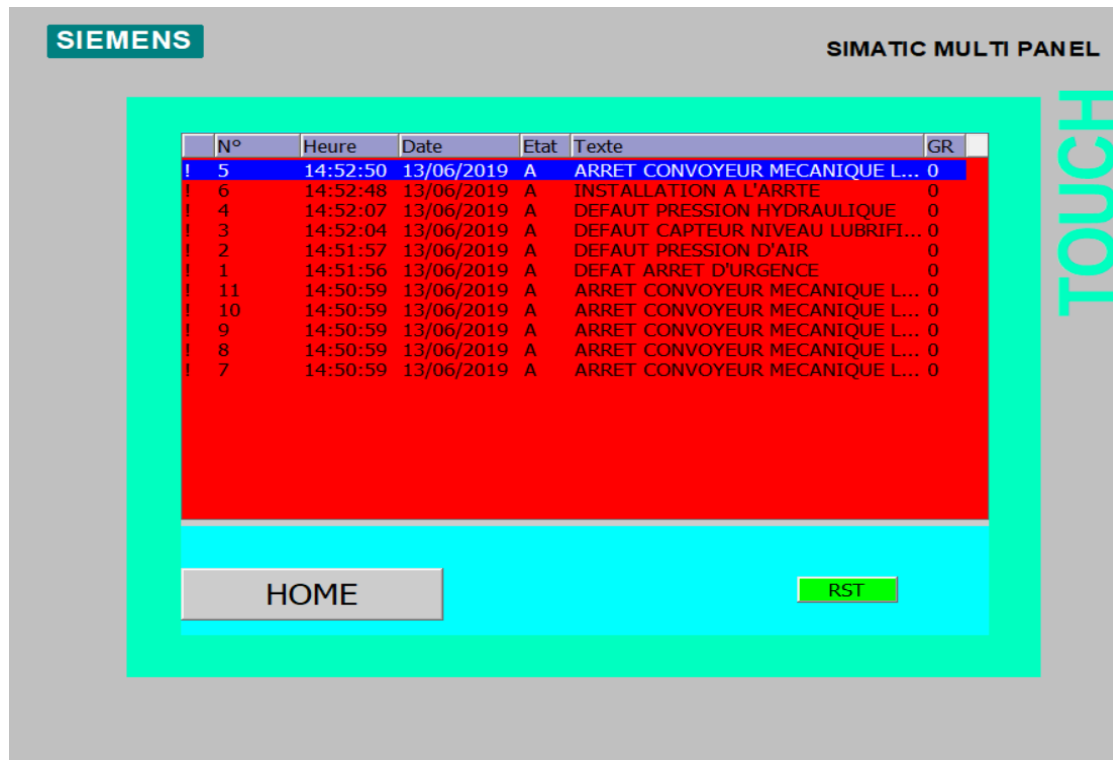 SIEMENS
SIMATIC MULTI PANEL
TOUCH
N° Heure Date Etat Texte GR
! 5 14:52:50 13/06/2019 A ARRET CONVOYEUR MECANIQUE L... 0
! 6 14:52:48 13/06/2019 A INSTALLATION A L'ARRTE 0
! 4 14:52:07 13/06/2019 A DEFAUT PRESSION HYDRAULIQUE 0
! 3 14:52:04 13/06/2019 A DEFAUT CAPTEUR NIVEAU LUBRIFI... 0
! 2 14:51:57 13/06/2019 A DEFAUT PRESSION D'AIR 0
! 1 14:51:56 13/06/2019 A DEFAT ARRET D'URGENCE 0
! 11 14:50:59 13/06/2019 A ARRET CONVOYEUR MECANIQUE L... 0
! 10 14:50:59 13/06/2019 A ARRET CONVOYEUR MECANIQUE L... 0
! 9 14:50:59 13/06/2019 A ARRET CONVOYEUR MECANIQUE L... 0
! 8 14:50:59 13/06/2019 A ARRET CONVOYEUR MECANIQUE L... 0
! 7 14:50:59 13/06/2019 A ARRET CONVOYEUR MECANIQUE L... 0
HOME
RST